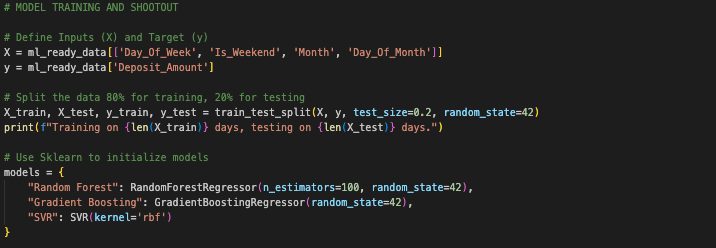 # MODEL TRAINING AND SHOOTOUT
# Define Inputs (X) and Target (y)
X = ml_ready_data[['Day_Of_Week', 'Is_Weekend', 'Month', 'Day_Of_Month']]
y = ml_ready_data['Deposit_Amount']
# Split the data 80% for training, 20% for testing
X_train, X_test, y_train, y_test = train_test_split(X, y, test_size=0.2, random_state=42)
print(f"Training on {len(X_train)} days, testing on {len(X_test)} days.")
# Use Sklearn to initialize models
models = {
    "Random Forest": RandomForestRegressor(n_estimators=100, random_state=42),
    "Gradient Boosting": GradientBoostingRegressor(random_state=42),
    "SVR": SVR(kernel='rbf')
}